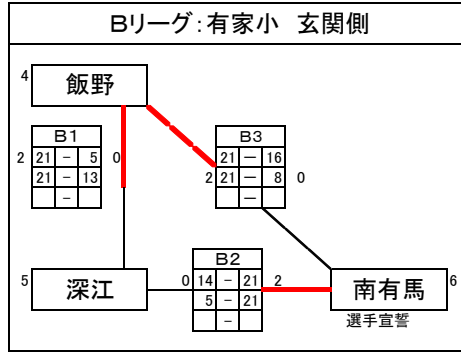 Bリーグ:有家小 玄関側
4
飯野
B1
2 21 - 5 0
21 - 13
-
B3
21 ― 16
2 21 ― 8 0
―
B2
0 14 - 21 2
5 - 21
-
5
深江
南有馬
6
選手宣誓